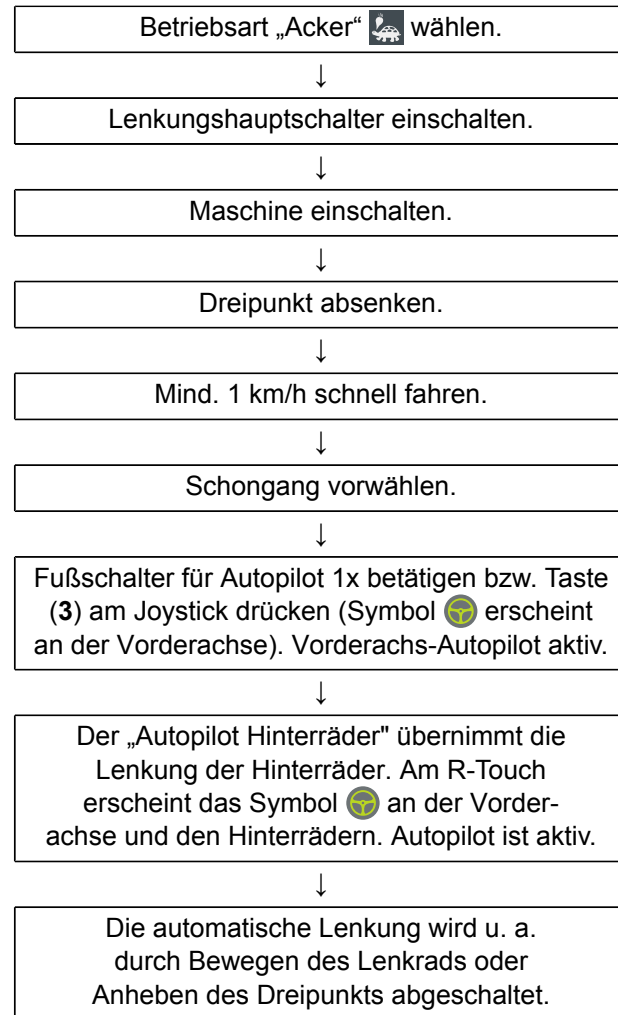 Betriebsart „Acker“ wählen.
↓
Lenkungshauptschalter einschalten.
↓
Maschine einschalten.
↓
Dreipunkt absenken.
↓
Mind. 1 km/h schnell fahren.
↓
Schongang vorwählen.
↓
Fußschalter für Autopilot 1x betätigen bzw. Taste
(3) am Joystick drücken (Symbol erscheint
an der Vorderachse). Vorderachs-Autopilot aktiv.
↓
Der „Autopilot Hinterräder" übernimmt die
Lenkung der Hinterräder. Am R-Touch
erscheint das Symbol an der Vorder-
achse und den Hinterrädern. Autopilot ist aktiv.
↓
Die automatische Lenkung wird u. a.
durch Bewegen des Lenkrads oder
Anheben des Dreipunkts abgeschaltet.